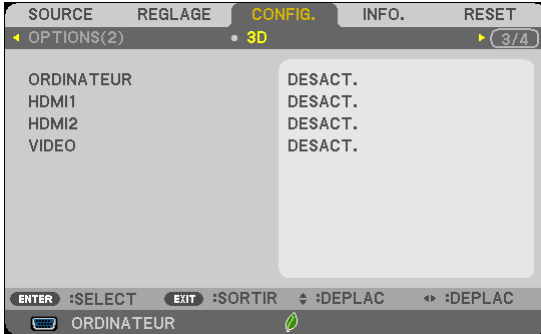 SOURCE REGLAGE CONFIG. INFO. RESET
OPTIONS(2) 3D 3/4
ORDINATEUR DESACT.
HDMI1 DESACT.
HDMI2 DESACT.
VIDEO DESACT.
ENTER :SELECT EXIT :SORTIR :DEPLAC :DEPLAC
ORDINATEUR